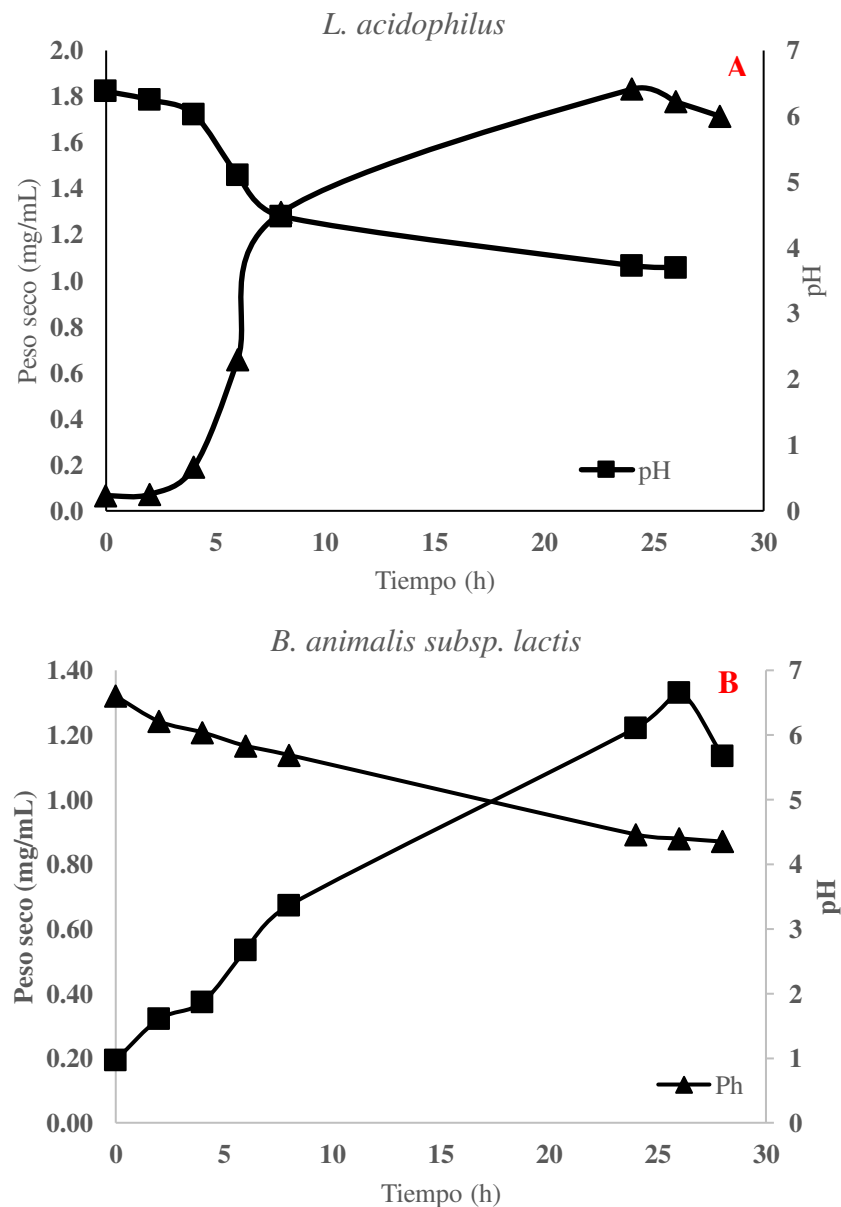 L. acidophilus
A
2.0
1.8
1.6
1.4
1.2
1.0
0.8
0.6
0.4
0.2
0.0
Peso seco (mg/mL)
7
6
5
4
3
2
1
0
pH
pH
0 5 10 15 20 25 30
Tiempo (h)
B. animalis subsp. lactis
B
1.40
1.20
1.00
0.80
0.60
0.40
0.20
0.00
Peso seco (mg/mL)
7
6
5
4
3
2
1
0
pH
Ph
0 5 10 15 20 25 30
Tiempo (h)